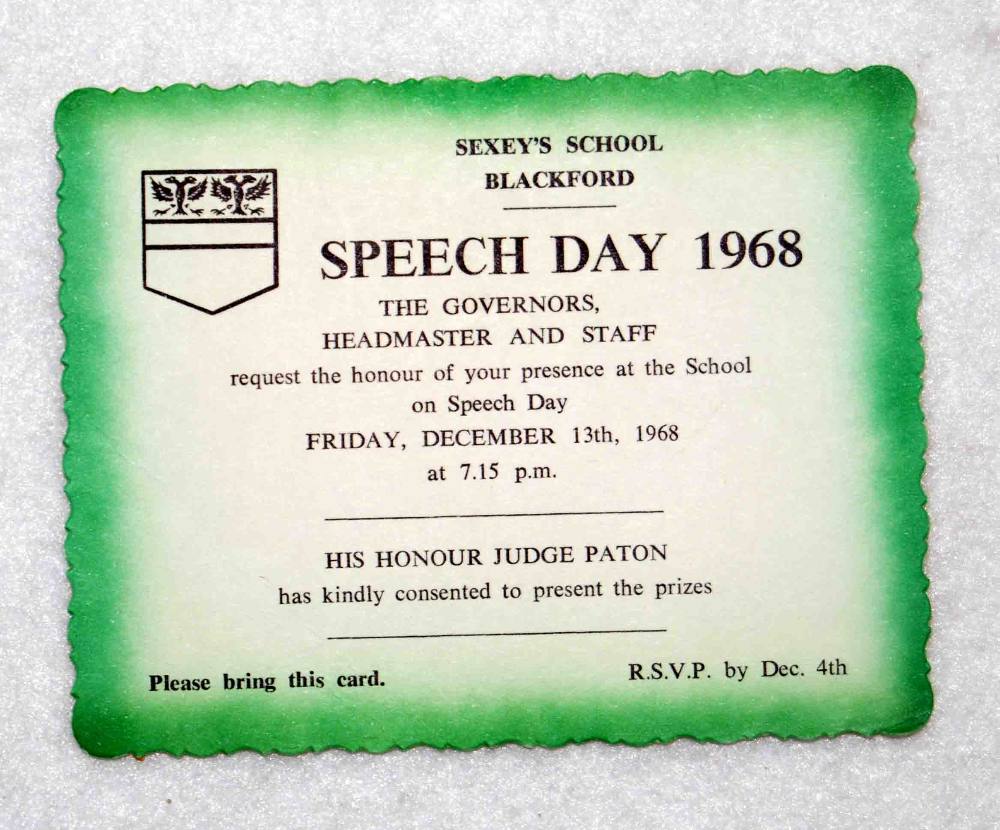 SEXEY'S SCHOOL
BLACKFORD
SPEECH DAY 1968
THE GOVERNORS,
HEADMASTER AND STAFF
request the honour of your presence at the School
on Speech Day
FRIDAY, DECEMBER 13th, 1968
at 7.15 p.m.
HIS HONOUR JUDGE PATON
has kindly consented to present the prizes
Please bring this card.
R.S.V.P. by Dec. 4th